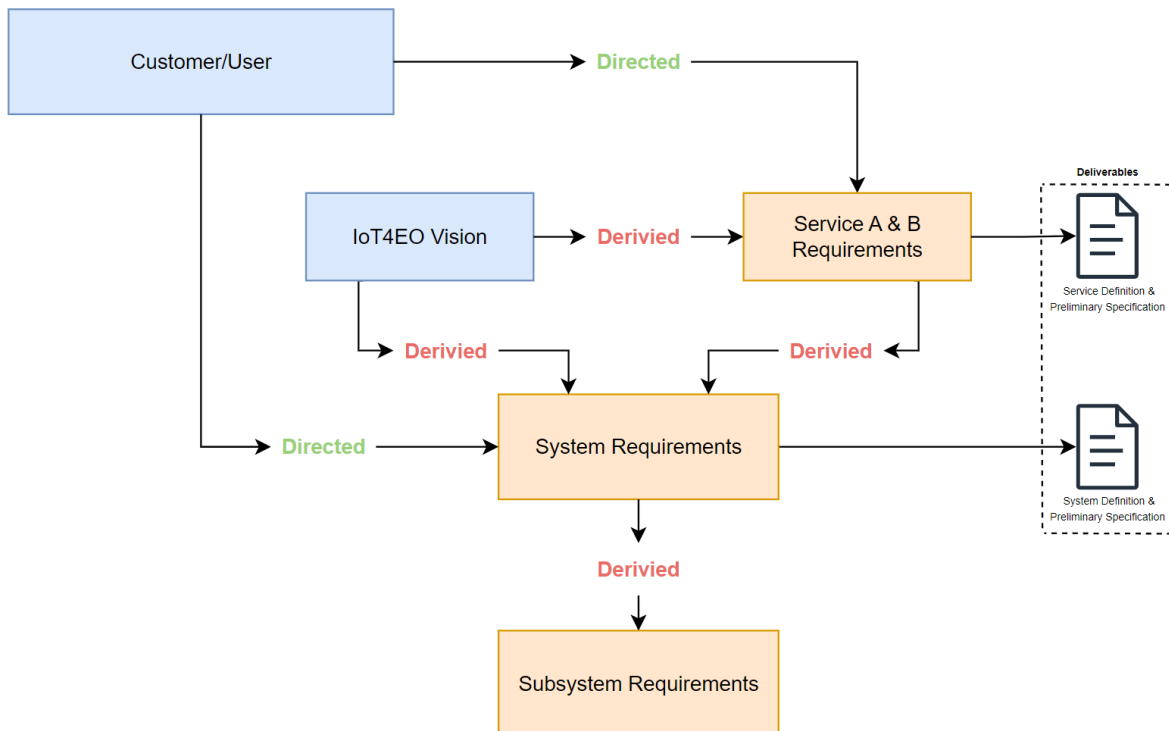 Customer/User
Directed
Deliverables
IoT4EO Vision
Derivied
Service A & B
Requirements
Service Definition &
Preliminary Specification
Derivied
Derivied
Directed
System Requirements
System Definition &
Preliminary Specification
Derivied
Subsystem Requirements